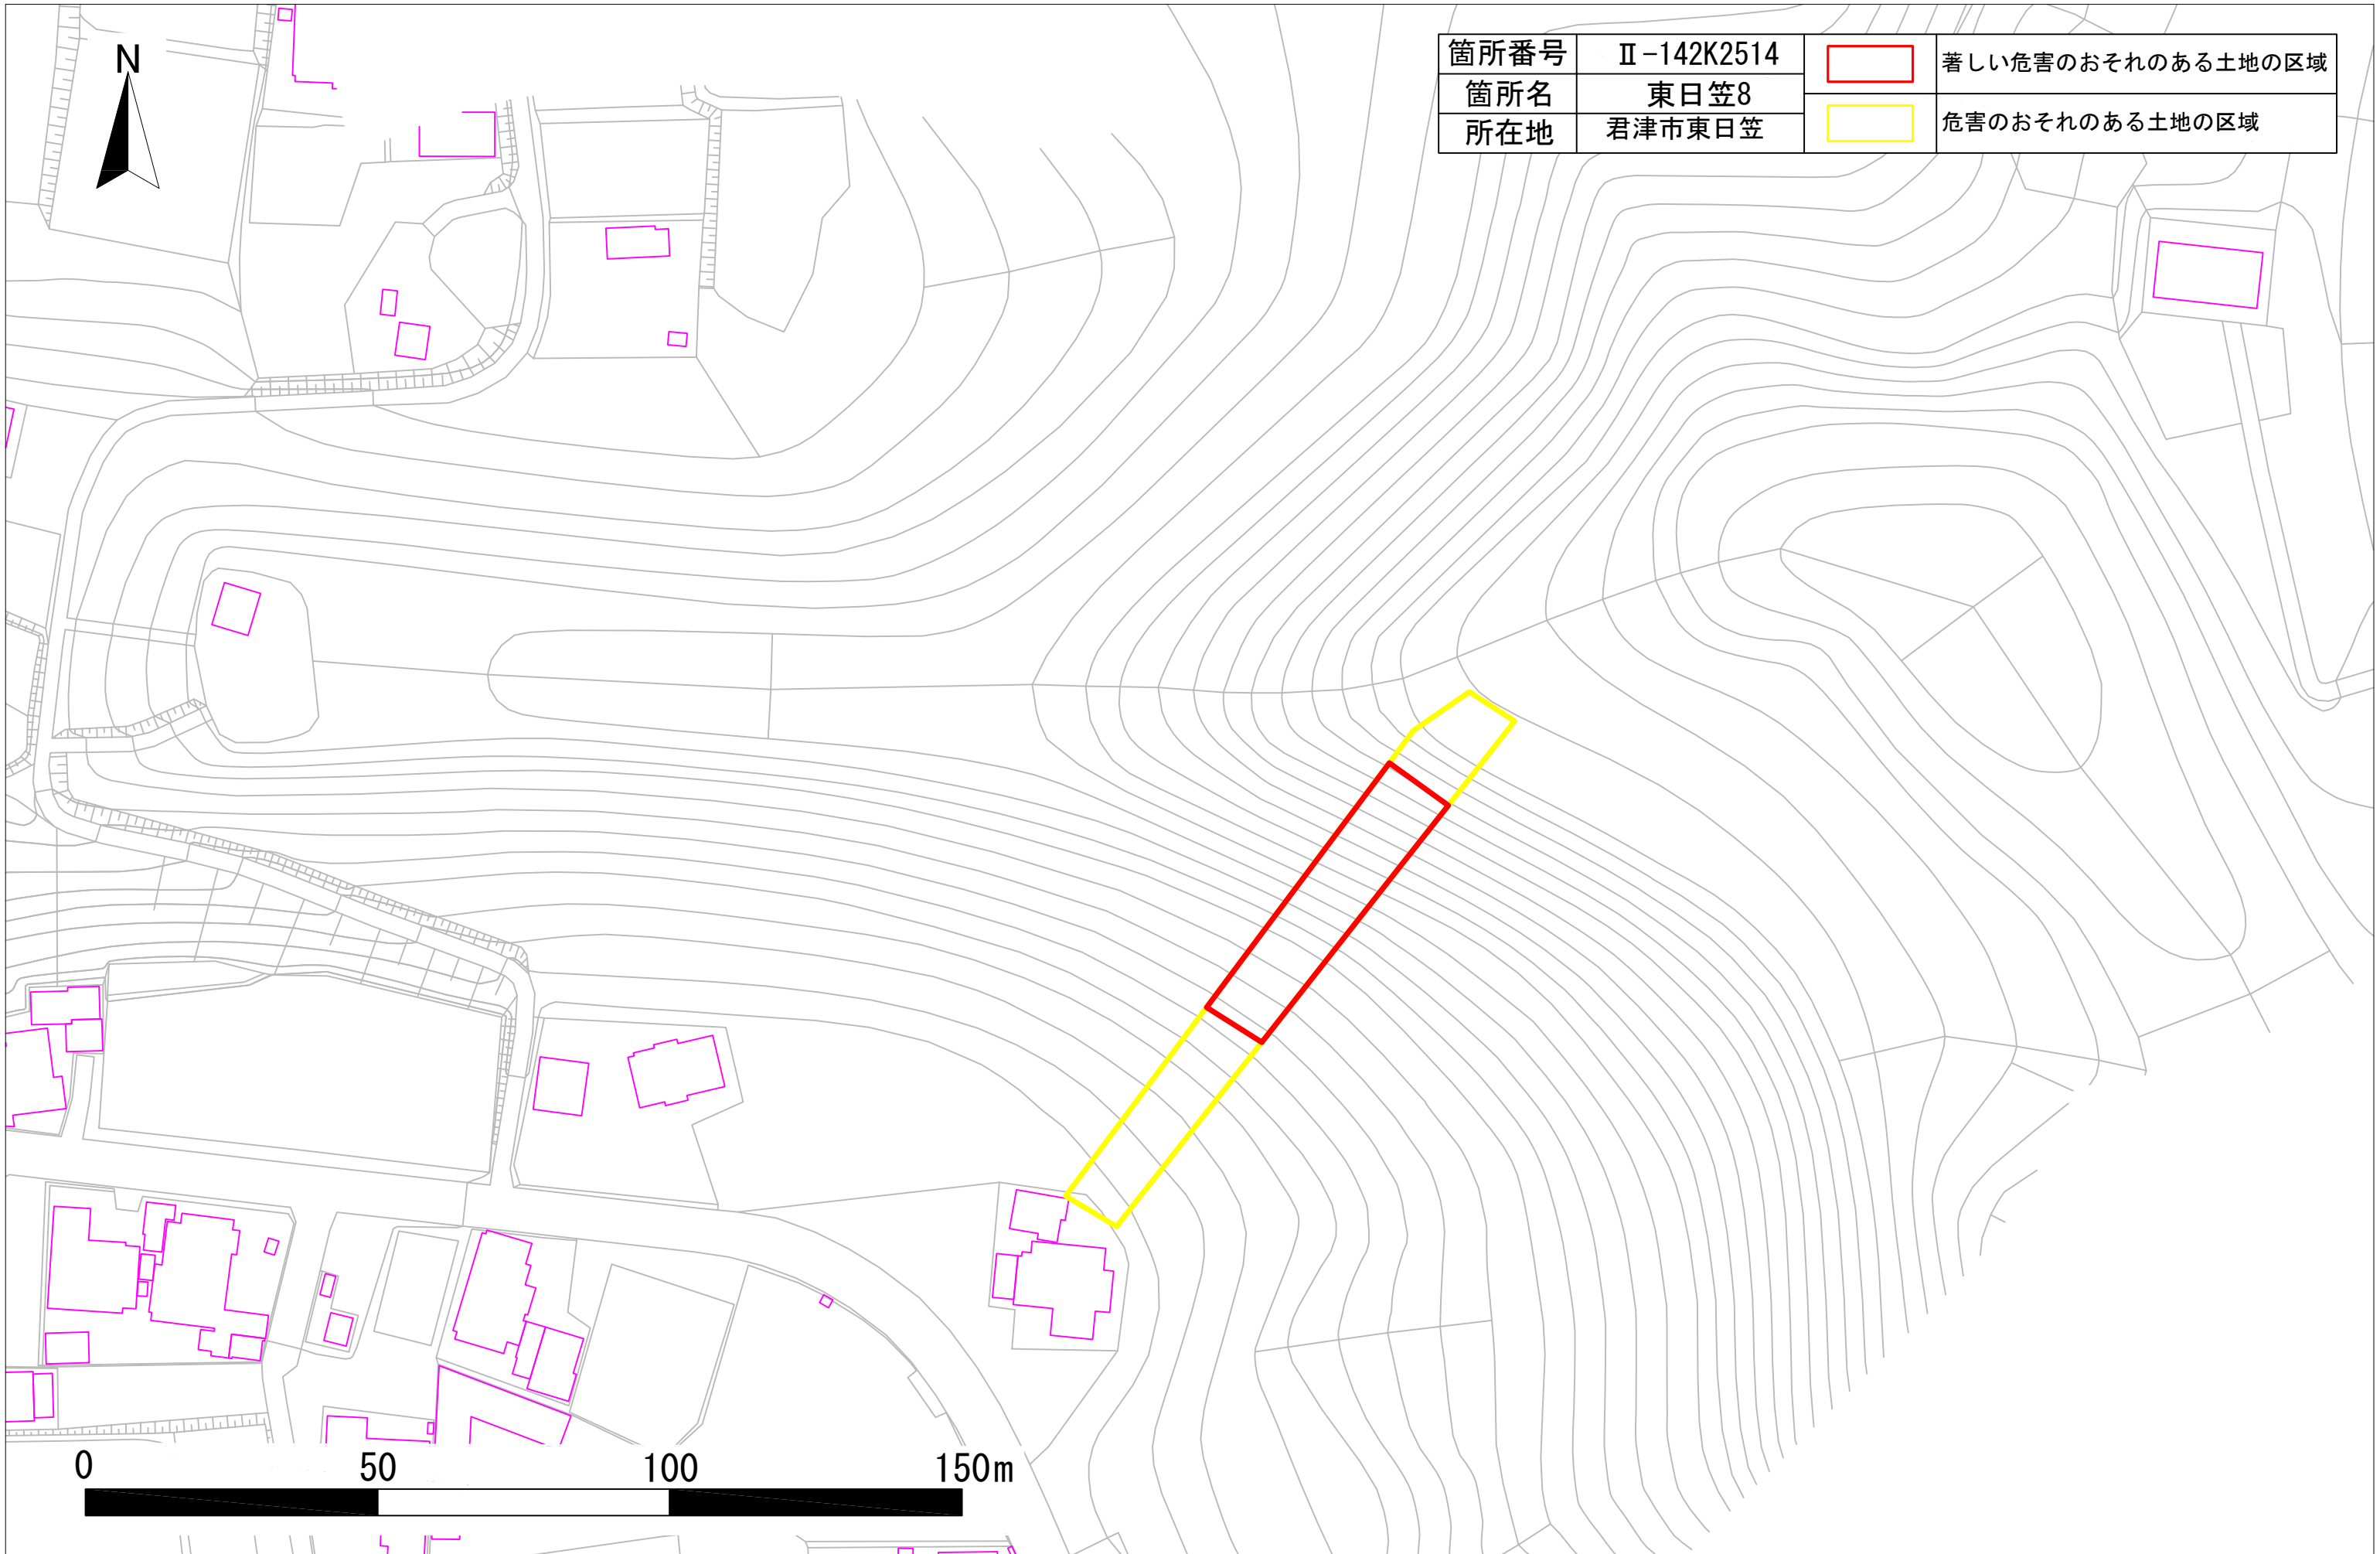 N
箇所番号 Ⅱ-142K2514 著しい危害のおそれのある土地の区域
箇所名 東日笠8
所在地 君津市東日笠 危害のおそれのある土地の区域
0 50 100 150m